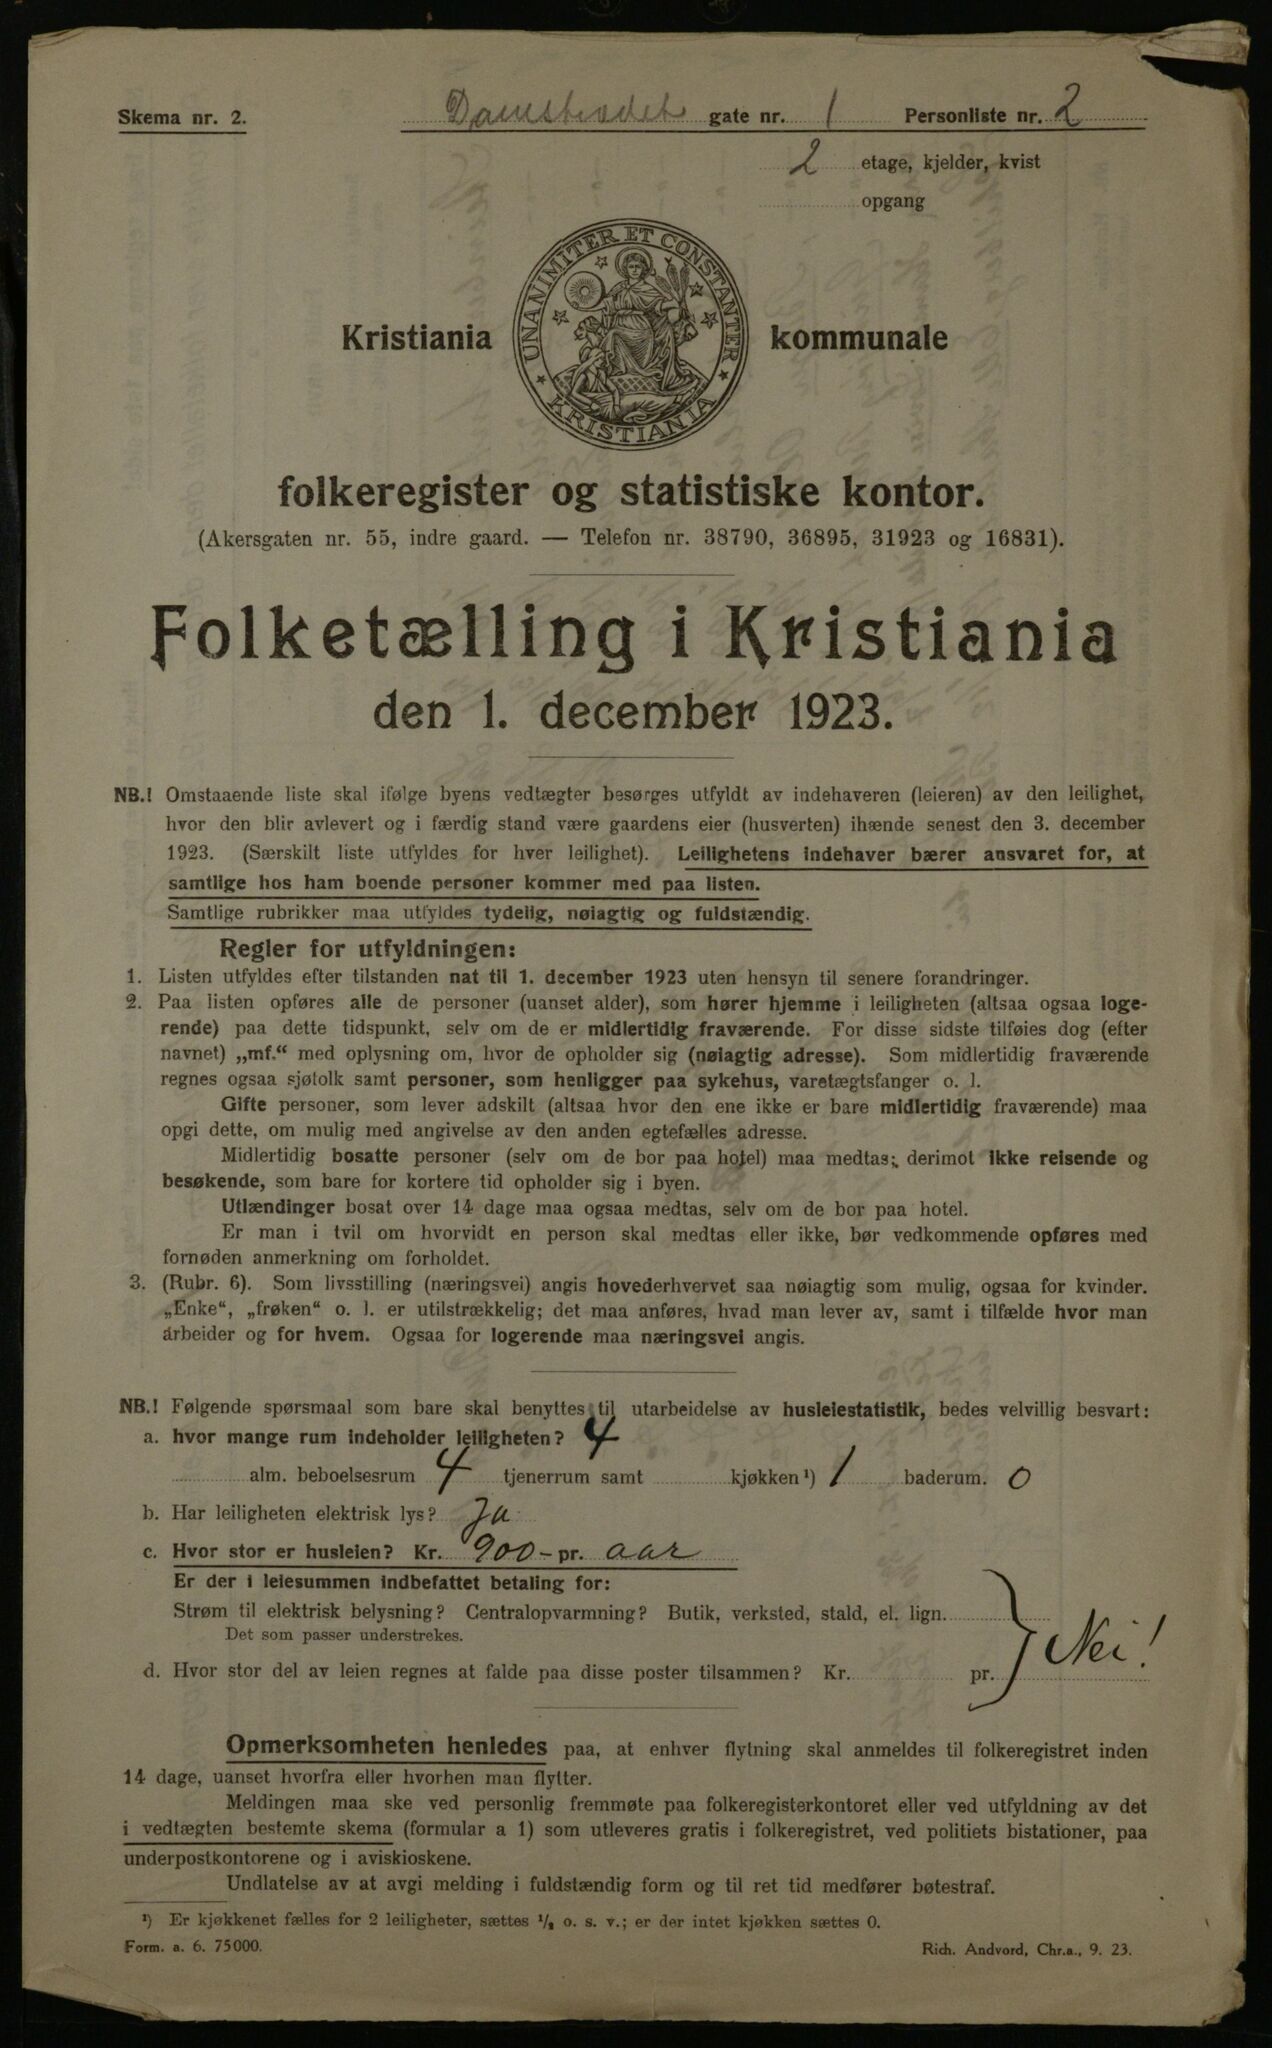 Skema nr. 2. Damstrædet gate nr. 1 Personliste nr. 2
2 etage, kjelder, kvist
opgang
UNANIMITER ET CONSTANTER
KRISTIANIA
Kristiania kommunale
folkeregister og statistiske kontor.
(Akersgaten nr. 55, indre gaard. — Telefon nr. 38790, 36895, 31923 og 16831).
Folketælling i Kristiania
den 1. december 1923.
NB.! Omstaaende liste skal ifølge byens vedtægter besørges utfyldt av indehaveren (leieren) av den leilighet,
hvor den blir avlevert og i færdig stand være gaardens eier (husverten) ihænde senest den 3. december
1923. (Særskilt liste utfyldes for hver leilighet). Leilighetens indehaver bærer ansvaret for, at
samtlige hos ham boende personer kommer med paa listen.
Samtlige rubrikker maa utfyldes tydelig, nøiagtig og fuldstændig.
Regler for utfyldningen:
1. Listen utfyldes efter tilstanden nat til 1. december 1923 uten hensyn til senere forandringer.
2. Paa listen opføres alle de personer (uanset alder), som hører hjemme i leiligheten (altsaa ogsaa loge-
rende) paa dette tidspunkt, selv om de er midlertidig fraværende. For disse sidste tilføies dog (efter
navnet) „mf.“ med oplysning om, hvor de opholder sig (nøiagtig adresse). Som midlertidig fraværende
regnes ogsaa sjøfolk samt personer, som henligger paa sykehus, varetægtsfanger o. l.
Gifte personer, som lever adskilt (altsaa hvor den ene ikke er bare midlertidig fraværende) maa
opgi dette, om mulig med angivelse av den anden egtefælles adresse.
Midlertidig bosatte personer (selv om de bor paa hotel) maa medtas; derimot ikke reisende og
besøkende, som bare for kortere tid opholder sig i byen.
Utlændinger bosat over 14 dage maa ogsaa medtas, selv om de bor paa hotel.
Er man i tvil om hvorvidt en person skal medtas eller ikke, bør vedkommende opføres med
fornøden anmerkning om forholdet.
3. (Rubr. 6). Som livsstilling (næringsvei) angis hovederhvervet saa nøiagtig som mulig, ogsaa for kvinder.
„Enke“, „frøken“ o. l. er utilstrækkelig; det maa anføres, hvad man lever av, samt i tilfælde hvor man
arbeider og for hvem. Ogsaa for logerende maa næringsvei angis.
NB.! Følgende spørsmaal som bare skal benyttes til utarbeidelse av husleiestatistik, bedes velvillig besvart:
a. hvor mange rum indeholder leiligheten? 4
alm. beboelsesrum 4 tjenerrum samt kjøkken¹) 1 baderum. 0
b. Har leiligheten elektrisk lys? Ja
c. Hvor stor er husleien? Kr. 900- pr. aar
Er der i leiesummen indbefattet betaling for:
Strøm til elektrisk belysning? Centralopvarmning? Butik, verksted, stald, el. lign.
Det som passer understrekes.
Nei!
d. Hvor stor del av leien regnes at falde paa disse poster tilsammen? Kr. pr.
Opmerksomheten henledes paa, at enhver flytning skal anmeldes til folkeregistret inden
14 dage, uanset hvorfra eller hvorhen man flytter.
Meldingen maa ske ved personlig fremmøte paa folkeregisterkontoret eller ved utfyldning av det
i vedtægten bestemte skema (formular a 1) som utleveres gratis i folkeregistret, ved politiets bistationer, paa
underpostkontorene og i aviskioskene.
Undlatelse av at avgi melding i fuldstændig form og til ret tid medfører bøtestraf.
¹) Er kjøkkenet fælles for 2 leiligheter, sættes ½ o. s. v.; er der intet kjøkken sættes 0.
Form. a. 6. 75000. Rich. Andvord, Chr.a., 9. 23.